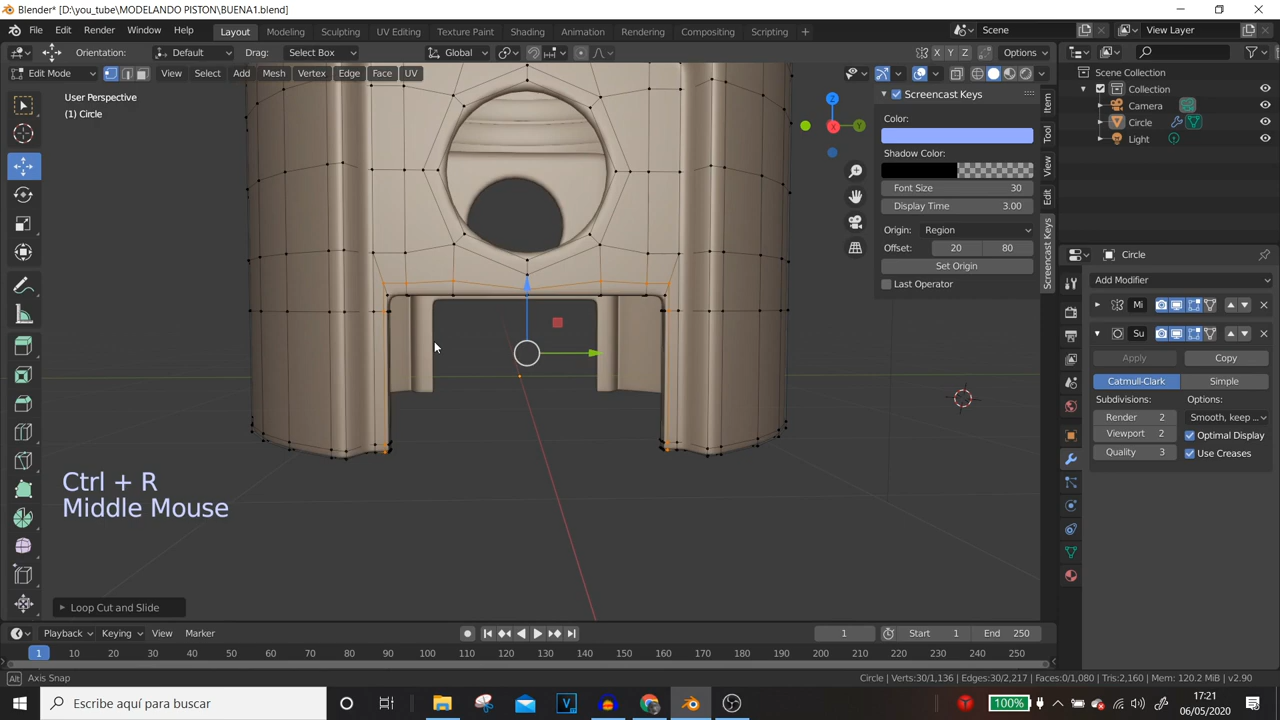 Blender* [D:\you_tube\MODELANDO PISTON\BUENA1.blend]
File Edit Render Window Help Layout Modeling Sculpting UV Editing Texture Paint Shading Animation Rendering Compositing Scripting + Scene View Layer
Orientation: Default Drag: Select Box Global X Y Z Options
Edit Mode View Select Add Mesh Vertex Edge Face UV
User Perspective
(1) Circle
Z
Y
X
Screencast Keys
Color:
Shadow Color:
Font Size 30
Display Time 3.00
Origin: Region
Offset: 20 80
Set Origin
Last Operator
Item
Tool
View
Edit
Screencast Keys
Scene Collection
Collection
Camera
Circle
Light
Circle
Add Modifier
Mi
Su
Apply Copy
Catmull-Clark Simple
Subdivisions: Options:
Render 2 Smooth, keep ...
Viewport 2 Optimal Display
Quality 3 Use Creases
Ctrl + R
Middle Mouse
Loop Cut and Slide
Playback Keying View Marker 1 Start 1 End 250
1 10 20 30 40 50 60 70 80 90 100 110 120 130 140 150 160 170 180 190 200 210 220 230 240 250
Alt Axis Snap Circle | Verts:30/1,136 | Edges:30/2,217 | Faces:0/1,080 | Tris:2,160 | Mem: 120.2 MiB | v2.90
Escribe aquí para buscar
100%
17:21
06/05/2020